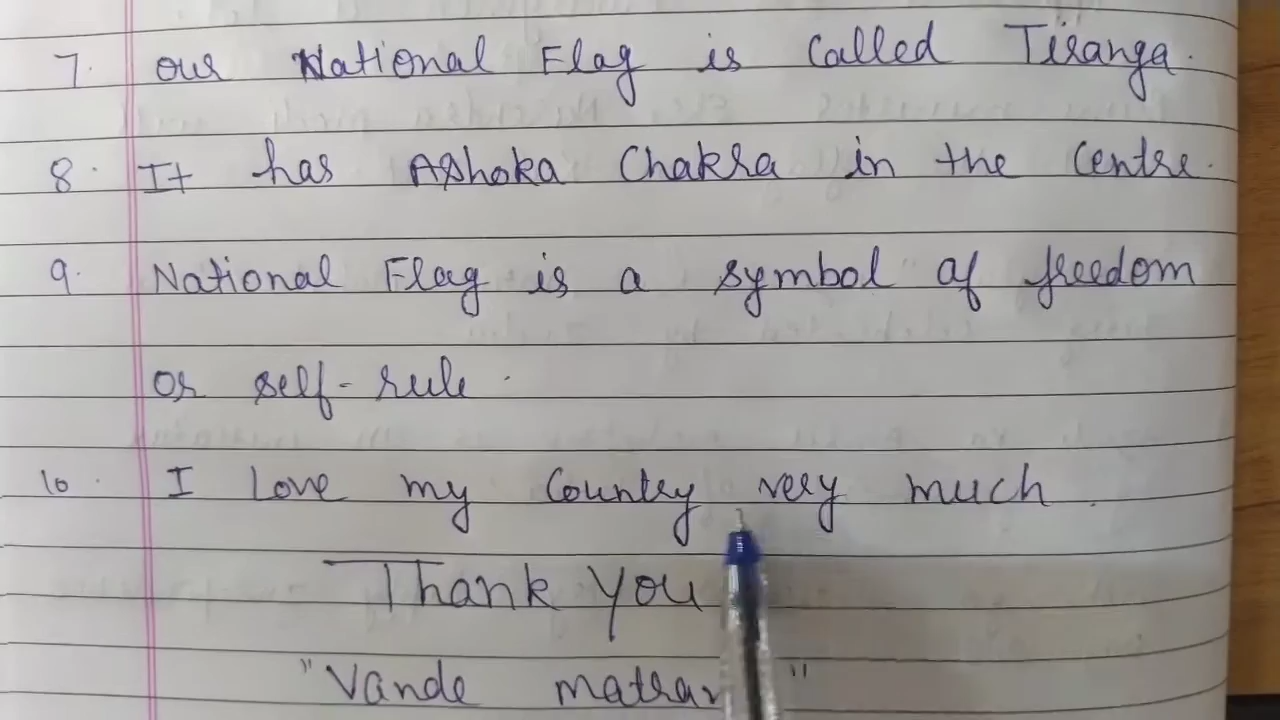 7. our National Flag is called Tiranga.
8. It has Ashoka Chakra in the Centre.
9. National Flag is a symbol of freedom
or self-rule.
10. I Love my Country very much.
Thank You
"Vande